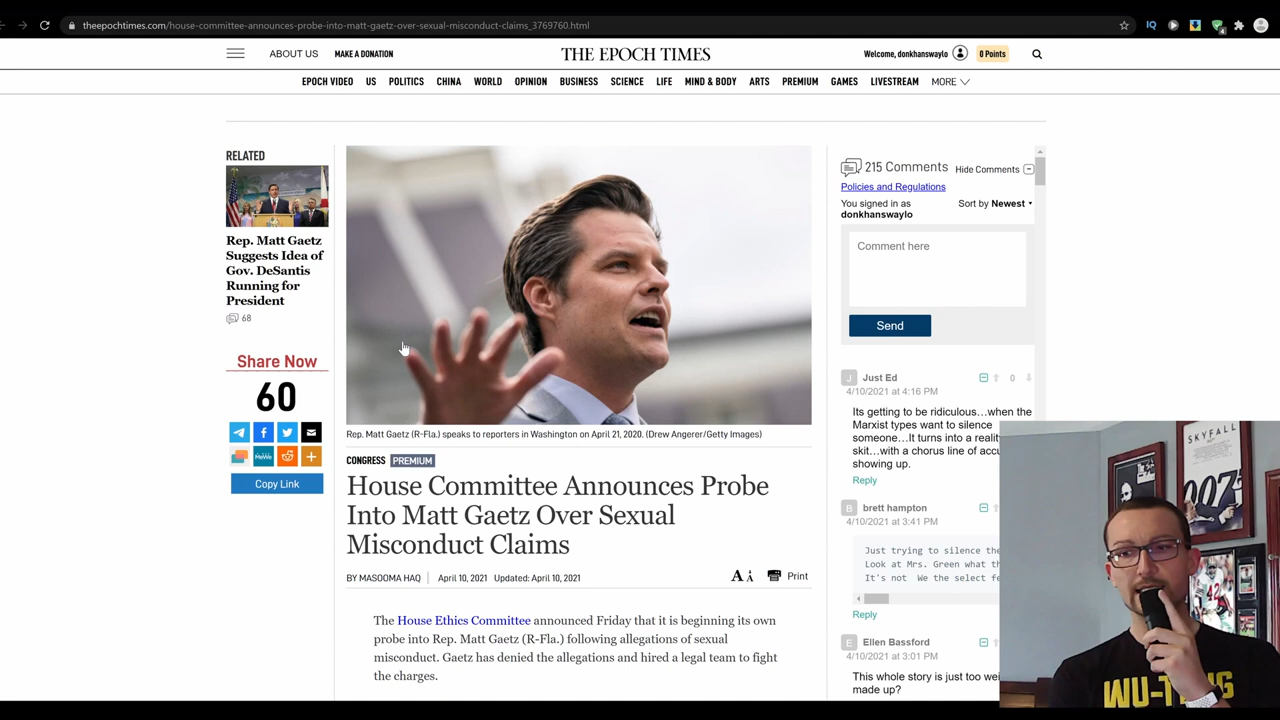 theepochtimes.com/house-committee-announces-probe-into-matt-gaetz-over-sexual-misconduct-claims_3769760.html
ABOUT US
MAKE A DONATION
THE EPOCH TIMES
Welcome, donkhanswaylo
0 Points
EPOCH VIDEO US POLITICS CHINA WORLD OPINION BUSINESS SCIENCE LIFE MIND & BODY ARTS PREMIUM GAMES LIVESTREAM MORE
RELATED
Rep. Matt Gaetz
Suggests Idea of
Gov. DeSantis
Running for
President
68
Share Now
60
MeWe
Copy Link
Rep. Matt Gaetz (R-Fla.) speaks to reporters in Washington on April 21, 2020. (Drew Angerer/Getty Images)
CONGRESS PREMIUM
House Committee Announces Probe
Into Matt Gaetz Over Sexual
Misconduct Claims
BY MASOOMA HAQ April 10, 2021 Updated: April 10, 2021
A A Print
The House Ethics Committee announced Friday that it is beginning its own
probe into Rep. Matt Gaetz (R-Fla.) following allegations of sexual
misconduct. Gaetz has denied the allegations and hired a legal team to fight
the charges.
215 Comments
Hide Comments
Policies and Regulations
You signed in as
donkhanswaylo
Sort by Newest
Comment here
Send
J
Just Ed
0
4/10/2021 at 4:16 PM
Its getting to be ridiculous...when the
Marxist types want to silence
someone...It turns into a reality
skit...with a chorus line of
showing up.
Reply
B
brett hampton
4/10/2021 at 3:41 PM
Just trying to silence the
Look at Mrs. Green what
It's not We the select
Reply
E
Ellen Bassford
4/10/2021 at 3:01 PM
This whole story is just too
made up?
SKYFALL
007
42
WU-TANG